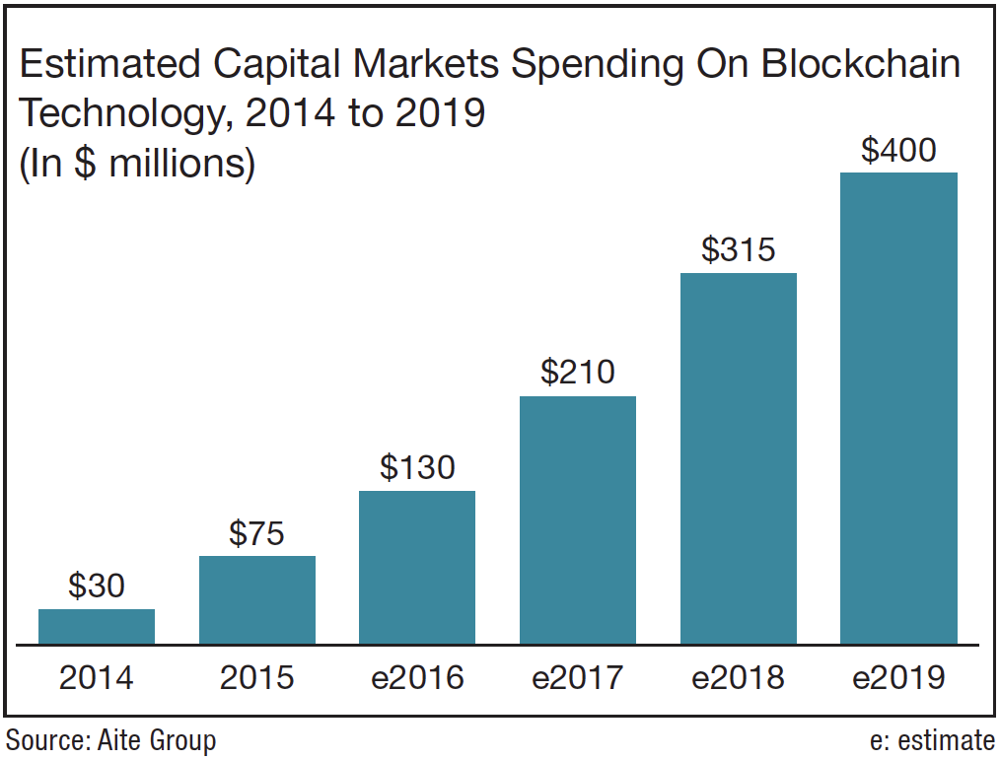 Estimated Capital Markets Spending On Blockchain
Technology, 2014 to 2019
(In $ millions)
$30
$75
$130
$210
$315
$400
2014
2015
e2016
e2017
e2018
e2019
Source: Aite Group
e: estimate